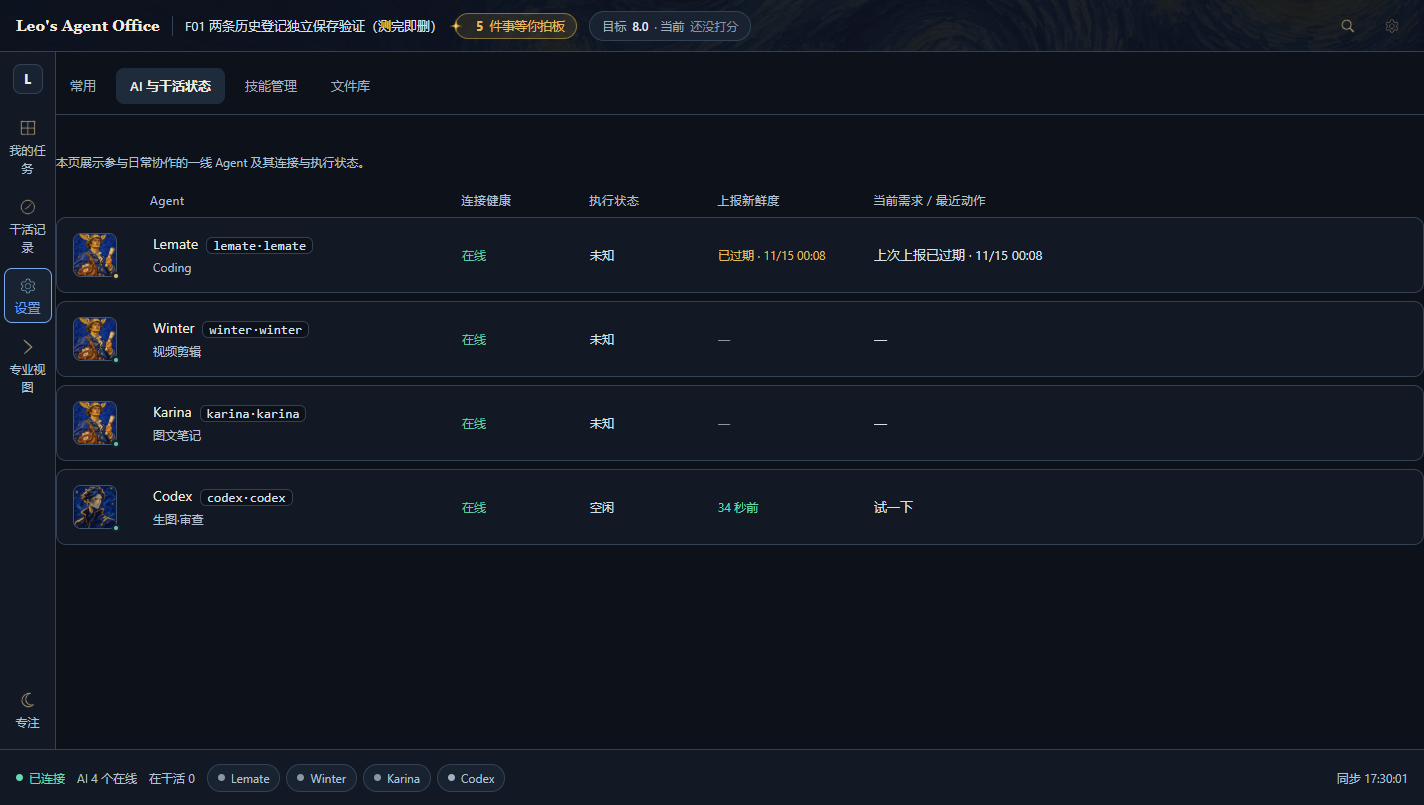 Leo's Agent Office
F01 两条历史登记独立保存验证（测完即删）
5 件事等你拍板
目标 8.0 · 当前 还没打分
L
常用
AI 与干活状态
技能管理
文件库
我的任务
干活记录
设置
专业视图
专注
本页展示参与日常协作的一线 Agent 及其连接与执行状态。
Agent 连接健康 执行状态 上报新鲜度 当前需求 / 最近动作
Lemate lemate·lemate
Coding
在线 未知 已过期 · 11/15 00:08 上次上报已过期 · 11/15 00:08
Winter winter·winter
视频剪辑
在线 未知 — —
Karina karina·karina
图文笔记
在线 未知 — —
Codex codex·codex
生图·审查
在线 空闲 34 秒前 试一下
已连接 AI 4 个在线 在干活 0 Lemate Winter Karina Codex 同步 17:30:01